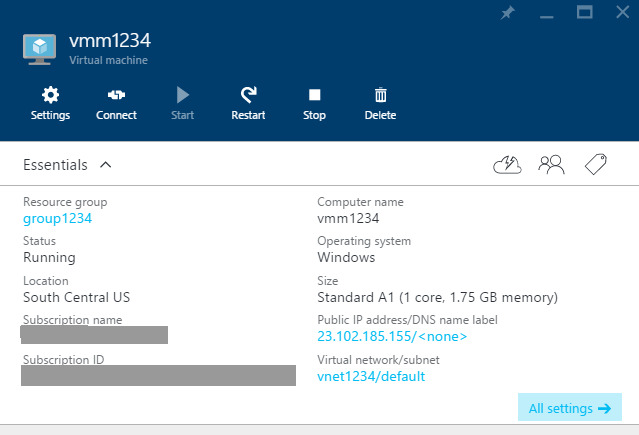 vmm1234
Virtual machine
Settings
Connect
Start
Restart
Stop
Delete
Essentials
Resource group
group1234
Computer name
vmm1234
Status
Running
Operating system
Windows
Location
South Central US
Size
Standard A1 (1 core, 1.75 GB memory)
Subscription name
Public IP address/DNS name label
23.102.185.155/<none>
Subscription ID
Virtual network/subnet
vnet1234/default
All settings